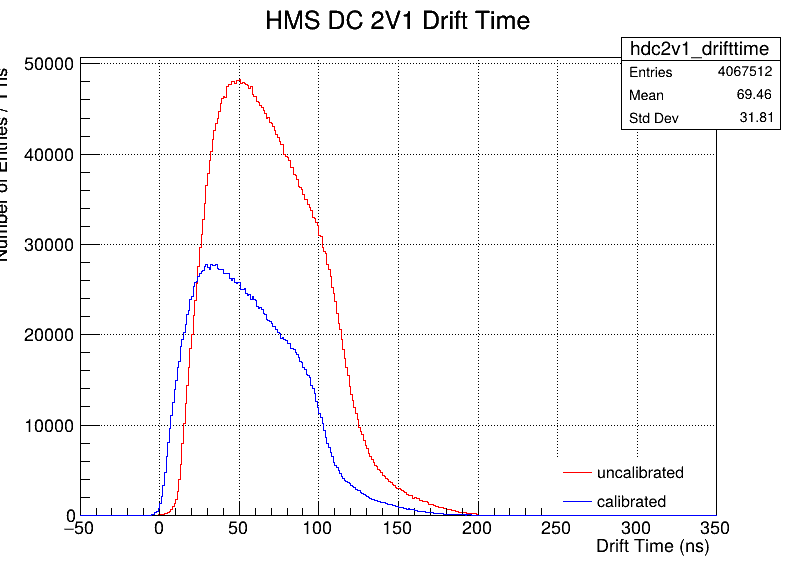 HMS DC 2V1 Drift Time
hdc2v1_drifttime
Entries 4067512
Mean 69.46
Std Dev 31.81
Number of Entries / 1 ns
50000
40000
30000
20000
10000
0
uncalibrated
calibrated
−50 0 50 100 150 200 250 300 350
Drift Time (ns)